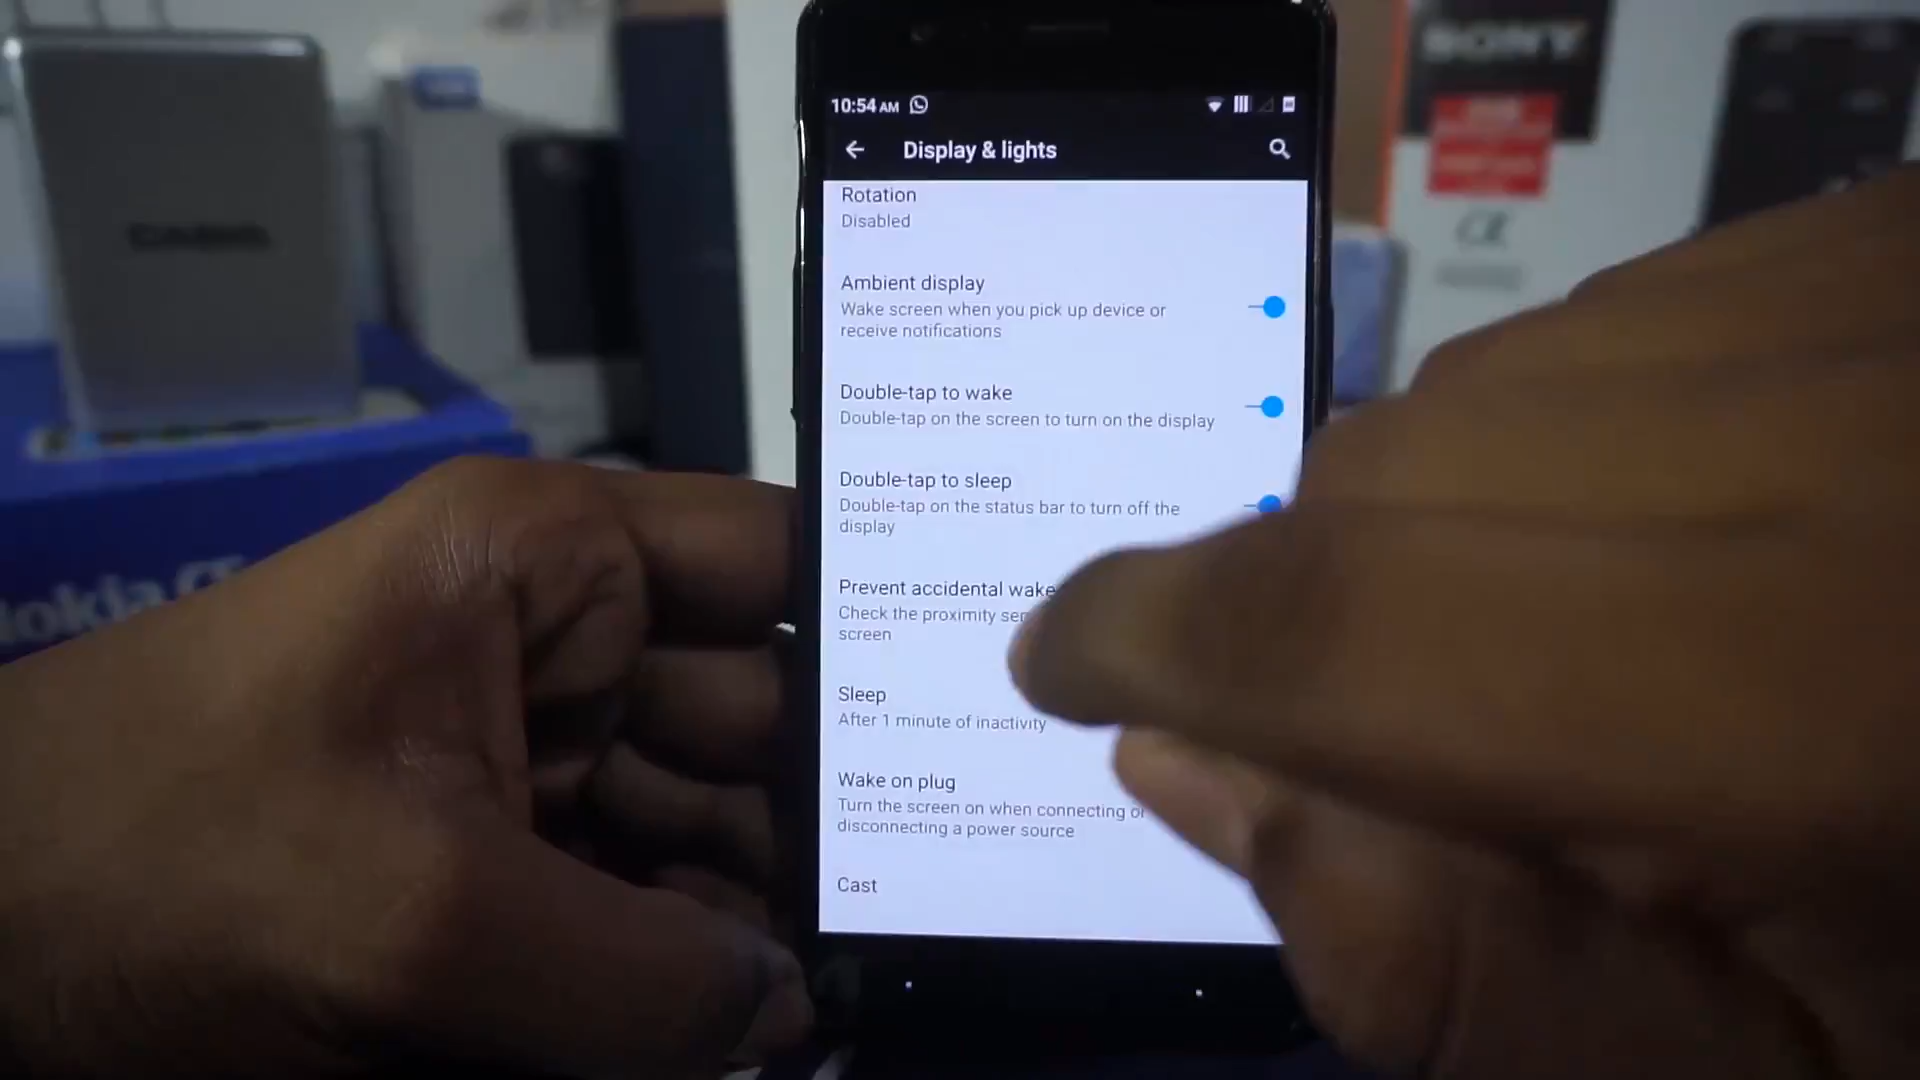 SONY
α
CASIO
Nokia
10:54 AM
Display & lights
Rotation
Disabled
Ambient display
Wake screen when you pick up device or
receive notifications
Double-tap to wake
Double-tap on the screen to turn on the display
Double-tap to sleep
Double-tap on the status bar to turn off the
display
Prevent accidental wake
Check the proximity
screen
Sleep
After 1 minute of inactivity
Wake on plug
Turn the screen on when connecting or
disconnecting a power source
Cast